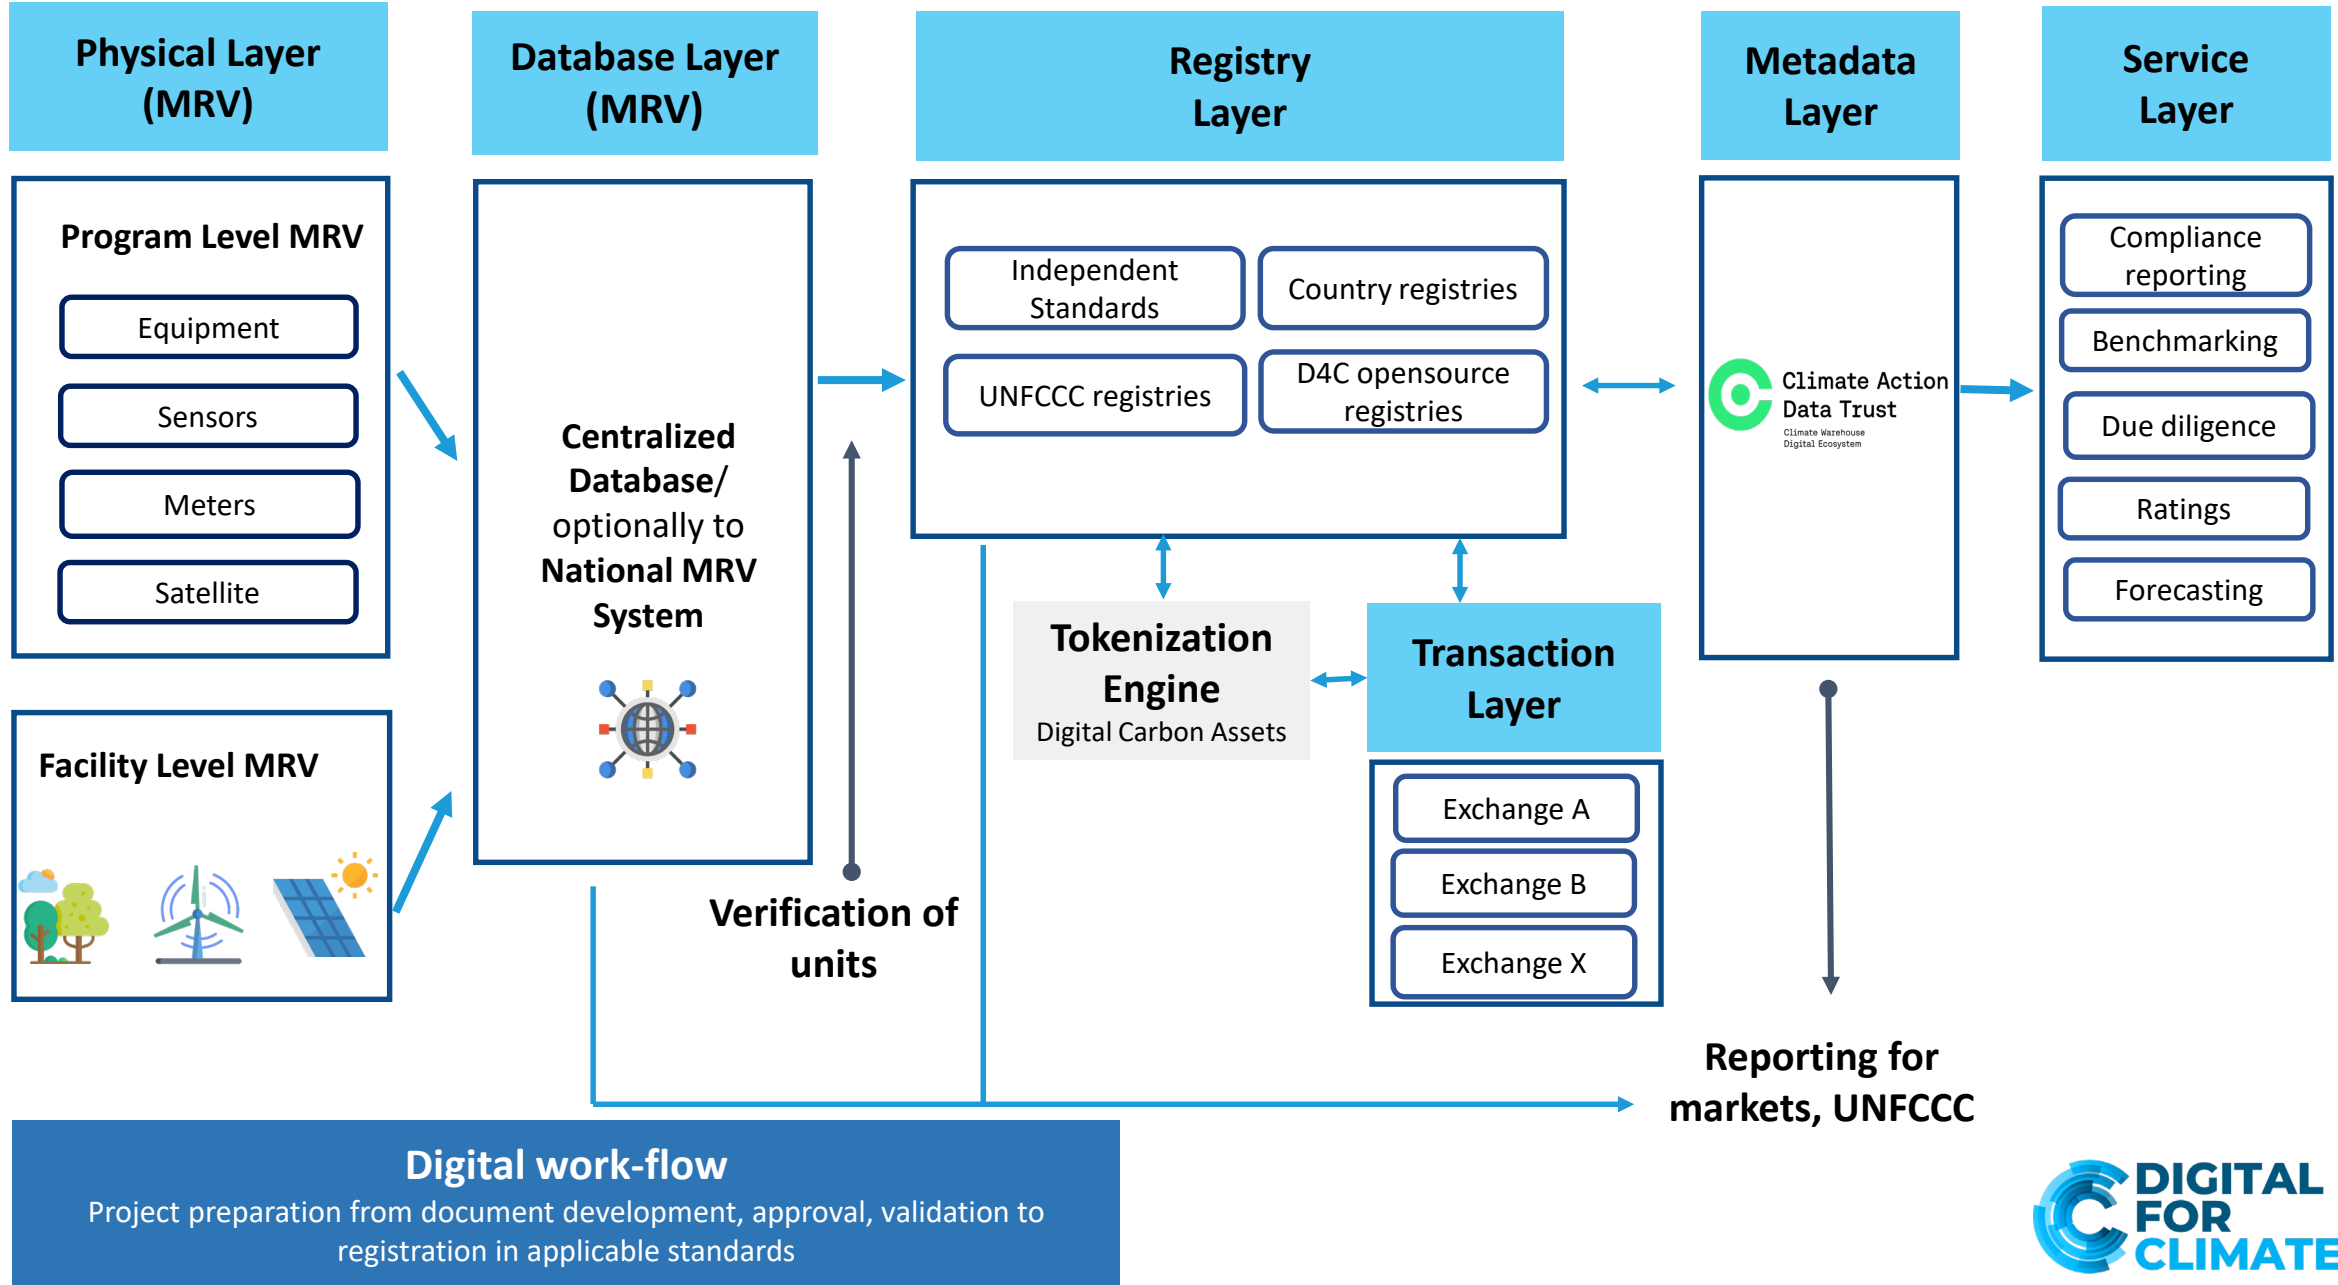 Physical Layer
(MRV)
Database Layer
(MRV)
Registry
Layer
Metadata
Layer
Service
Layer
Program Level MRV
Equipment
Sensors
Meters
Satellite
Facility Level MRV
Centralized
Database/
optionally to
National MRV
System
Verification of
units
Independent
Standards
Country registries
UNFCCC registries
D4C opensource
registries
Tokenization
Engine
Digital Carbon Assets
Transaction
Layer
Exchange A
Exchange B
Exchange X
Climate Action
Data Trust
Climate Warehouse
Digital Ecosystem
Compliance
reporting
Benchmarking
Due diligence
Ratings
Forecasting
Reporting for
markets, UNFCCC
Digital work-flow
Project preparation from document development, approval, validation to
registration in applicable standards
DIGITAL
FOR
CLIMATE